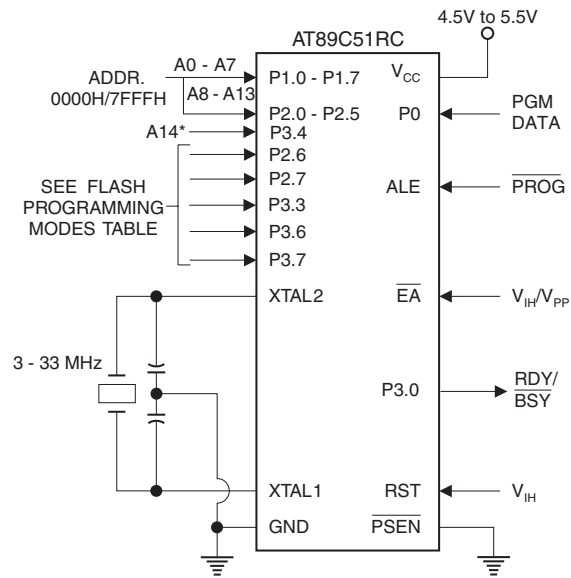 4.5V to 5.5V
AT89C51RC
ADDR.
0000H/7FFFH
A0 - A7
A8 - A13
A14*
SEE FLASH
PROGRAMMING
MODES TABLE
3 - 33 MHz
P1.0 - P1.7
P2.0 - P2.5
P3.4
P2.6
P2.7
P3.3
P3.6
P3.7
XTAL2
XTAL1
GND
VCC
P0
ALE
EA
P3.0
RST
PSEN
PGM
DATA
PROG
VIH/VPP
RDY/
BSY
VIH